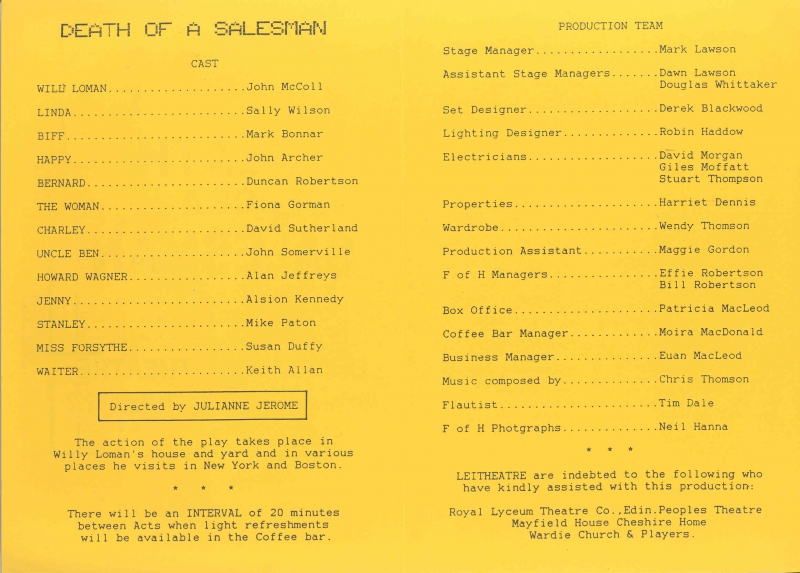 DEATH OF A SALESMAN
CAST
WILLY LOMAN....................John McColl
LINDA......................Sally Wilson
BIFF.......................Mark Bonnar
HAPPY......................John Archer
BERNARD....................Duncan Robertson
THE WOMAN..................Fiona Gorman
CHARLEY....................David Sutherland
UNCLE BEN..................John Somerville
HOWARD WAGNER..............Alan Jeffreys
JENNY......................Alsion Kennedy
STANLEY....................Mike Paton
MISS FORSYTHE..............Susan Duffy
WAITER.....................Keith Allan
Directed by JULIANNE JEROME
The action of the play takes place in
Willy Loman's house and yard and in various
places he visits in New York and Boston.
* * *
There will be an INTERVAL of 20 minutes
between Acts when light refreshments
will be available in the Coffee bar.
PRODUCTION TEAM
Stage Manager..................Mark Lawson
Assistant Stage Managers.......Dawn Lawson
Douglas Whittaker
Set Designer...................Derek Blackwood
Lighting Designer..............Robin Haddow
Electricians...................David Morgan
Giles Moffatt
Stuart Thompson
Properties.....................Harriet Dennis
Wardrobe.......................Wendy Thomson
Production Assistant...........Maggie Gordon
F of H Managers................Effie Robertson
Bill Robertson
Box Office.....................Patricia MacLeod
Coffee Bar Manager.............Moira MacDonald
Business Manager...............Euan MacLeod
Music composed by..............Chris Thomson
Flautist.......................Tim Dale
F of H Photgraphs..............Neil Hanna
* * *
LEITHEATRE are indebted to the following who
have kindly assisted with this production:
Royal Lyceum Theatre Co.,Edin.Peoples Theatre
Mayfield House Cheshire Home
Wardie Church & Players.